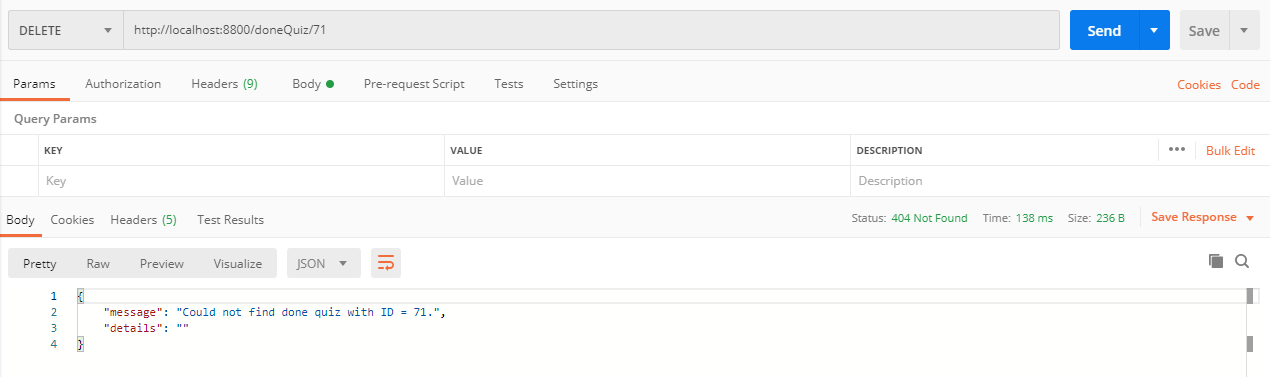 DELETE http://localhost:8800/doneQuiz/71 Send Save
Params Authorization Headers (9) Body Pre-request Script Tests Settings Cookies Code
Query Params
KEY VALUE DESCRIPTION ••• Bulk Edit
Key Value Description
Body Cookies Headers (5) Test Results Status: 404 Not Found Time: 138 ms Size: 236 B Save Response
Pretty Raw Preview Visualize JSON
1 {
2 "message": "Could not find done quiz with ID = 71.",
3 "details": ""
4 }